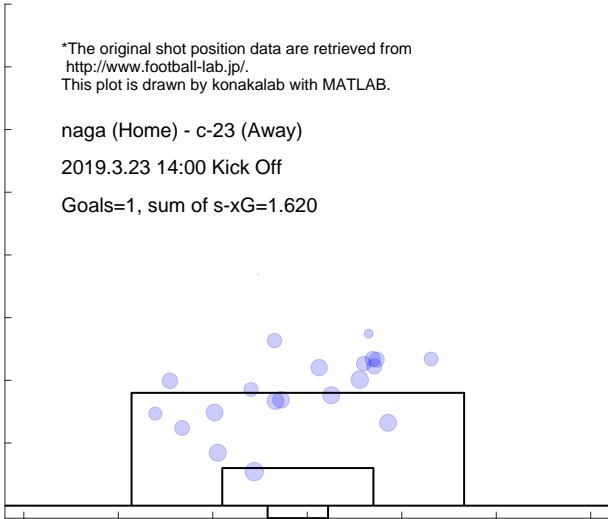 *The original shot position data are retrieved from
http://www.football-lab.jp/.
This plot is drawn by konakalab with MATLAB.
naga (Home) - c-23 (Away)
2019.3.23 14:00 Kick Off
Goals=1, sum of s-xG=1.620